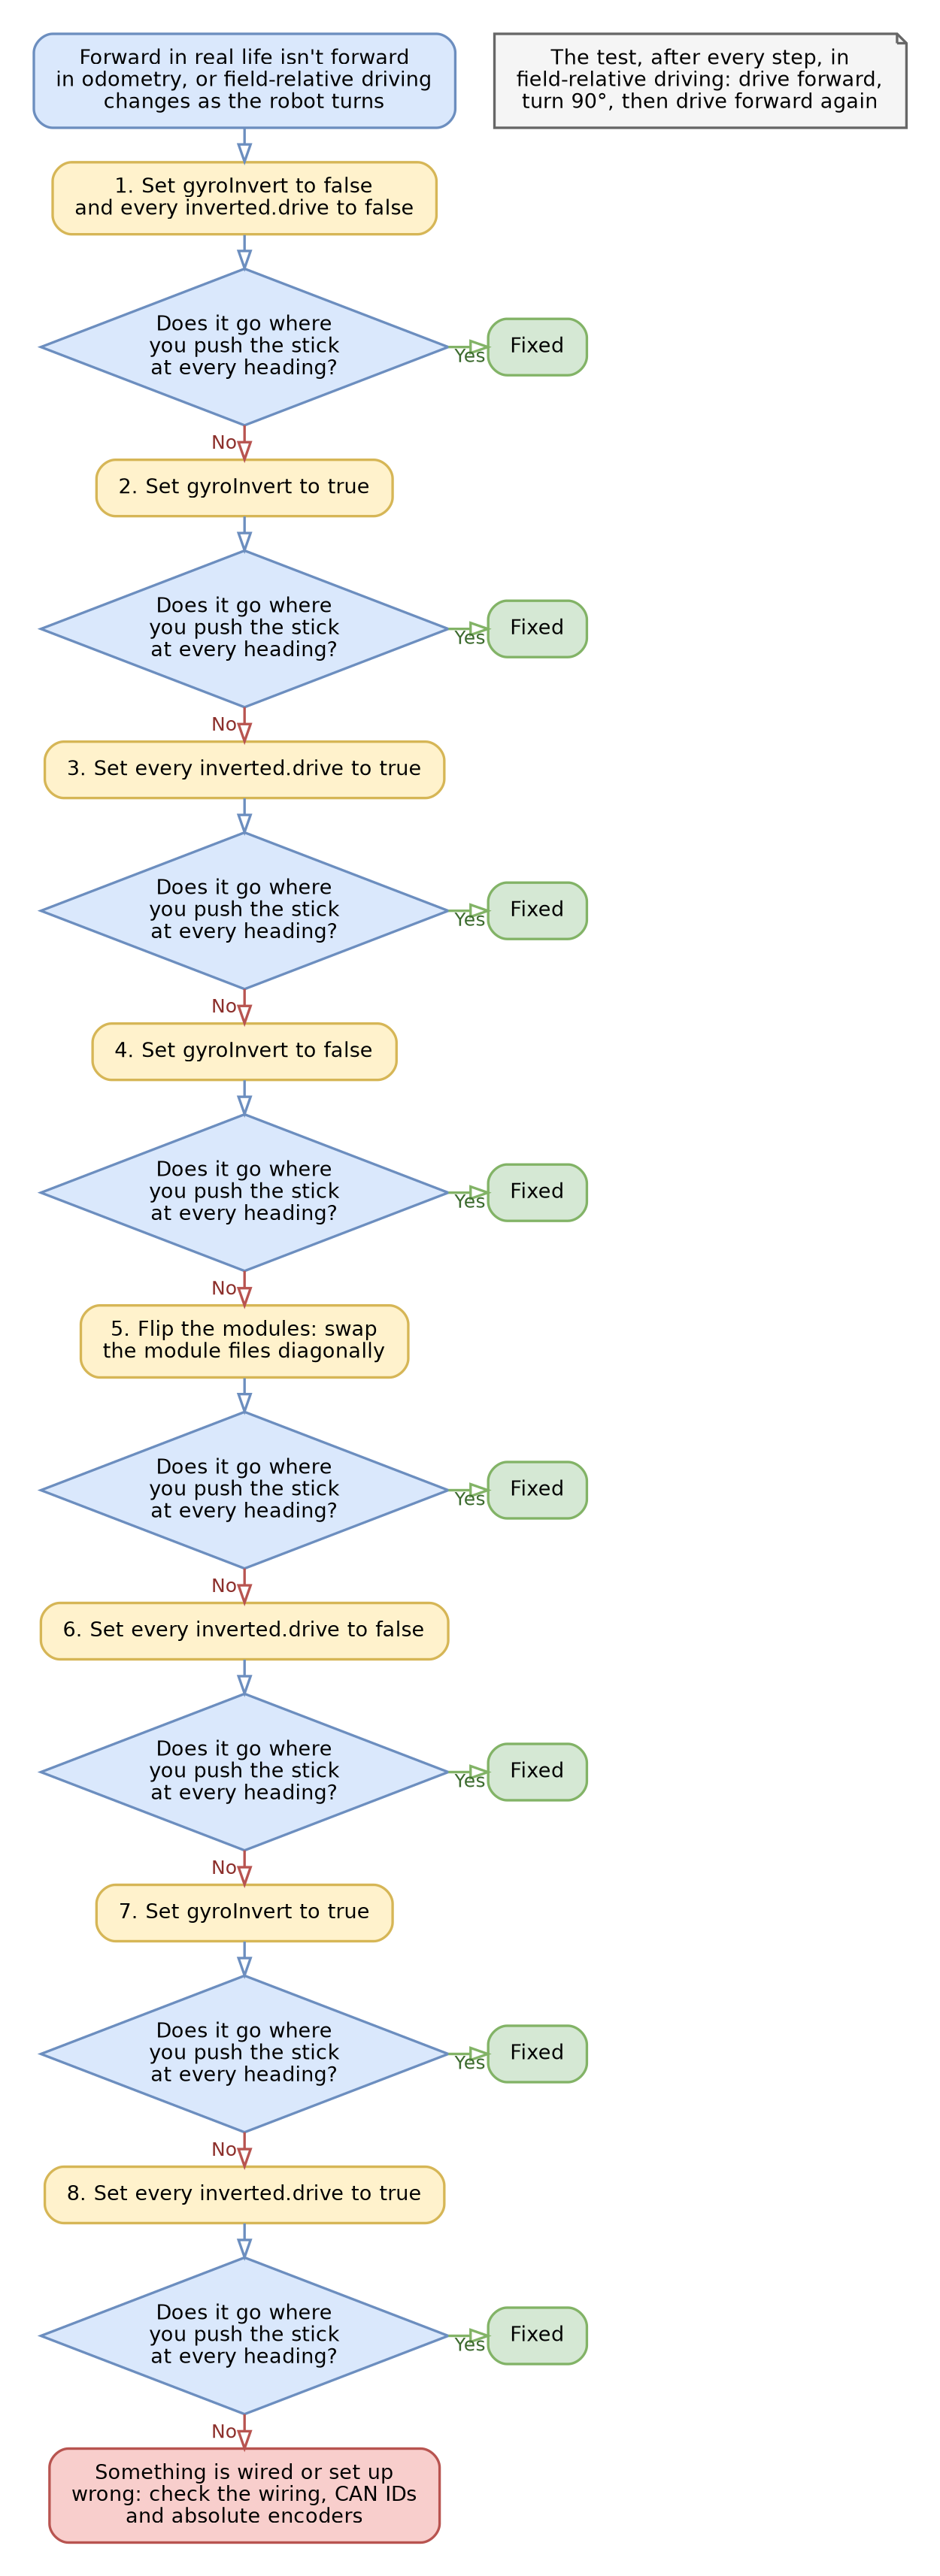 Forward in real life isn't forward
in odometry, or field-relative driving
changes as the robot turns
The test, after every step, in
field-relative driving: drive forward,
turn 90°, then drive forward again
1. Set gyroInvert to false
and every inverted.drive to false
Does it go where
you push the stick
at every heading?
Yes
Fixed
No
2. Set gyroInvert to true
Does it go where
you push the stick
at every heading?
Yes
Fixed
No
3. Set every inverted.drive to true
Does it go where
you push the stick
at every heading?
Yes
Fixed
No
4. Set gyroInvert to false
Does it go where
you push the stick
at every heading?
Yes
Fixed
No
5. Flip the modules: swap
the module files diagonally
Does it go where
you push the stick
at every heading?
Yes
Fixed
No
6. Set every inverted.drive to false
Does it go where
you push the stick
at every heading?
Yes
Fixed
No
7. Set gyroInvert to true
Does it go where
you push the stick
at every heading?
Yes
Fixed
No
8. Set every inverted.drive to true
Does it go where
you push the stick
at every heading?
Yes
Fixed
No
Something is wired or set up
wrong: check the wiring, CAN IDs
and absolute encoders